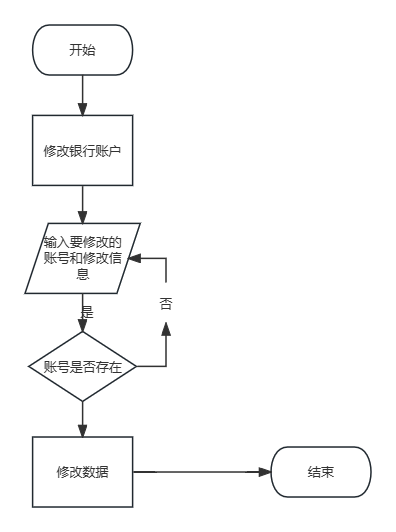 开始
修改银行账户
输入要修改的
账号和修改信
息
否
是
账号是否存在
修改数据
结束